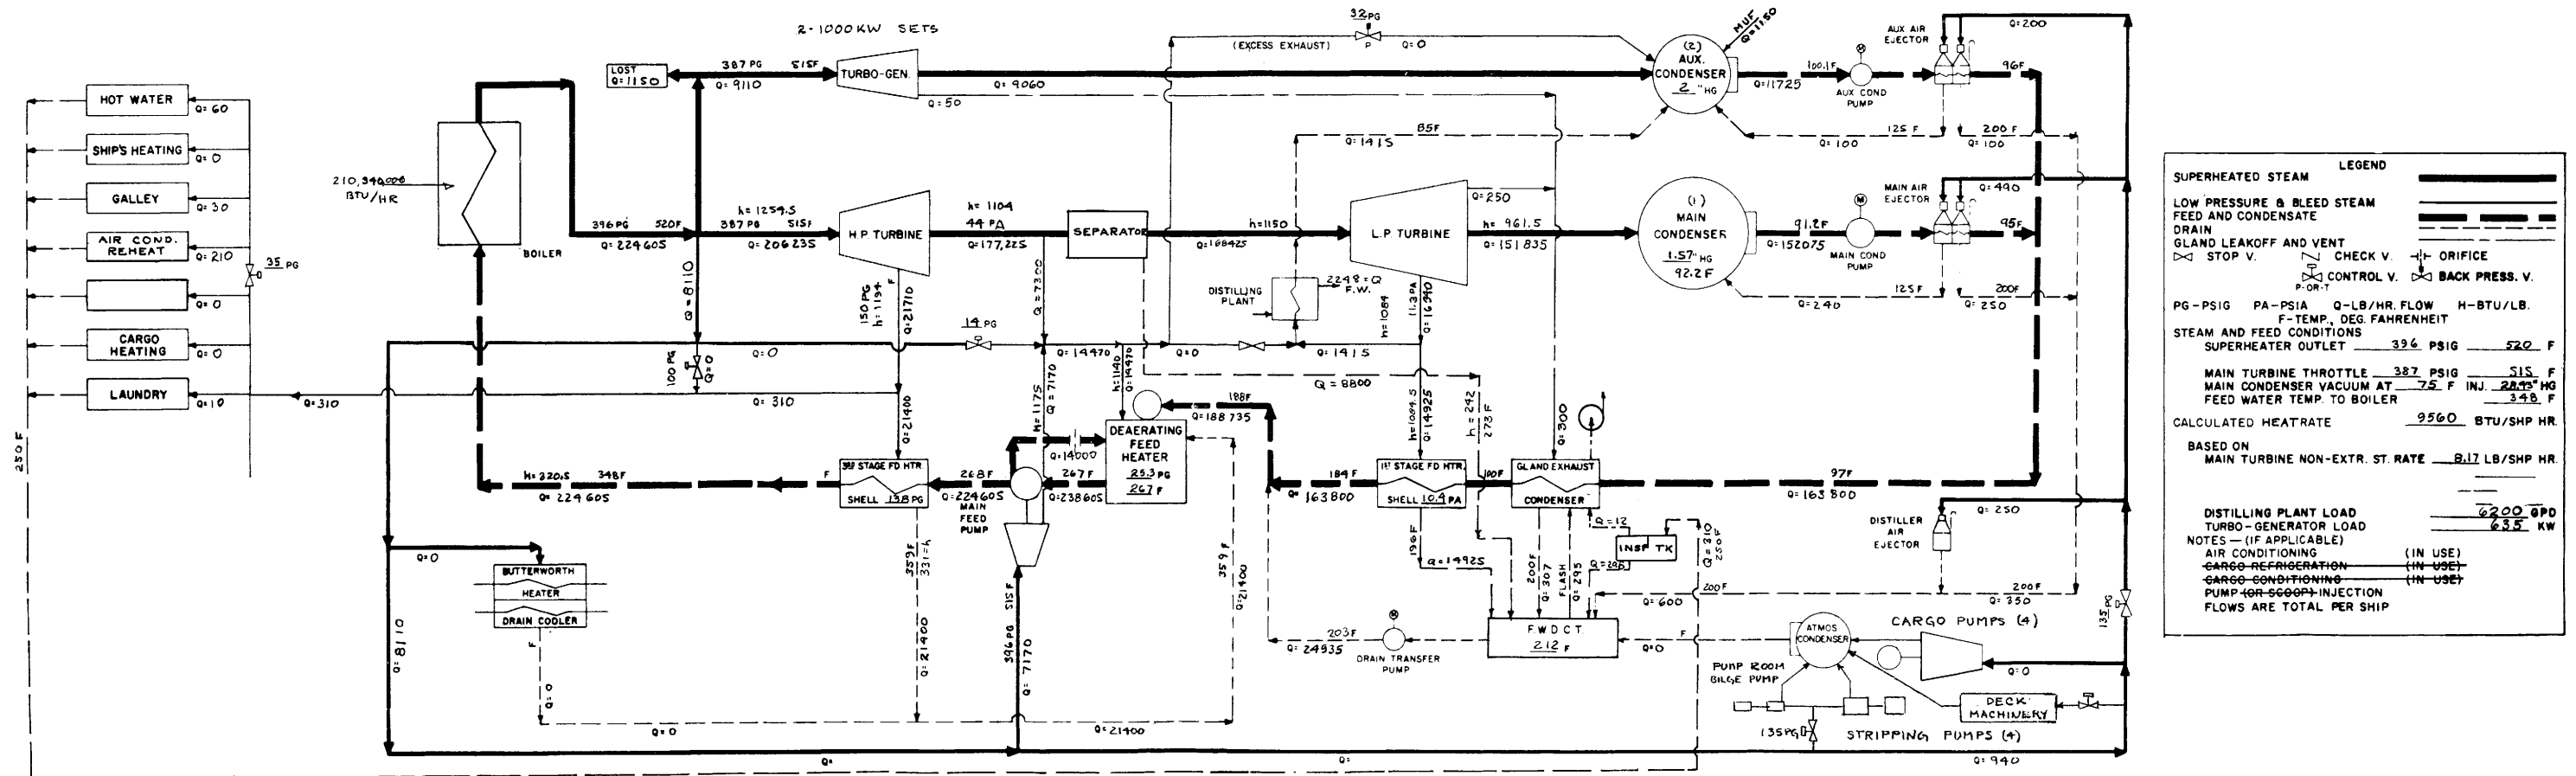 2-1000 KW SETS
HOT WATER
Q=60
SHIP'S HEATING
Q=0
GALLEY
Q=30
AIR COND.
REHEAT
Q=210
Q=0
CARGO
HEATING
Q=0
LAUNDRY
Q=10
35 PG
Q=310
250F
210,340,000
BTU/HR
BOILER
396 PG 520F
Q=224605
LOST
Q=1150
387 PG 515F
Q=9110
TURBO-GEN.
Q=9060
Q=50
h=1254.5
387 PG 515F
Q=206235
H.P. TURBINE
h=1104
44 PA
Q=177,225
SEPARATOR
Q=168425
h=1150
L.P. TURBINE
Q=250
h=961.5
Q=151835
(1)
MAIN
CONDENSER
1.57"HG
92.2F
91.2F
Q=152075
MAIN COND
PUMP
MAIN AIR
EJECTOR
Q=490
95F
125F
Q=240
200F
Q=250
32 PG
P
(EXCESS EXHAUST)
Q=0
MUF
Q=1150
(2)
AUX.
CONDENSER
2 "HG
100.1F
Q=11725
AUX COND
PUMP
AUX AIR
EJECTOR
Q=200
96F
125 F
Q=100
200 F
Q=100
85F
Q=1415
DISTILLING
PLANT
2248=Q
F.W.
Q=8110
100 PG
Q=0
150 PG F
h=1194
Q=21710
Q=7300
14 PG
Q=0
Q=14470
h=1140
Q=14470
Q=0
Q=1415
11.3 PA
h=1084
Q=16340
Q=310
Q=21400
h=1175
Q=7170
Q=8800
h=242
273F
h=1084.5
Q=14925
Q=300
188F
Q=188735
DEAERATING
FEED
HEATER
25.3 PG
267 F
Q=14000
267F
Q=238605
268F
Q=224605
MAIN
FEED
PUMP
3RD STAGE FD HTR.
SHELL 138 PG
F
h=320.5 348F
Q=224605
184F
Q=163800
1ST STAGE FD HTR.
SHELL 10.4 PA
100F
GLAND EXHAUST
CONDENSER
97F
Q=163800
359F
331=h
Q=21400
359 F
Q=21400
196F
Q=14925
200F
Q=307
FLASH
Q=295
Q=12
INSP TK
Q=310
250F
DISTILLER
AIR
EJECTOR
Q=250
200F
Q=600
200F
Q=350
Q=0
BUTTERWORTH
HEATER
DRAIN COOLER
F
Q=0
Q=8110
396 PG 515F
Q=7170
203F
Q=24935
DRAIN TRANSFER
PUMP
F.W.D.C.T.
212 F
F
Q=0
ATMOS
CONDENSER
CARGO PUMPS (4)
Q=0
135 PG
PUMP ROOM
BILGE PUMP
DECK
MACHINERY
135PG
STRIPPING PUMPS (4)
Q=0
Q=21400
Q=
Q=
Q=940
LEGEND
SUPERHEATED STEAM
LOW PRESSURE & BLEED STEAM
FEED AND CONDENSATE
DRAIN
GLAND LEAKOFF AND VENT
STOP V. CHECK V. ORIFICE
CONTROL V. BACK PRESS. V.
P-OR-T
PG-PSIG PA-PSIA Q-LB/HR. FLOW H-BTU/LB.
F-TEMP., DEG. FAHRENHEIT
STEAM AND FEED CONDITIONS
SUPERHEATER OUTLET 396 PSIG 520 F
MAIN TURBINE THROTTLE 387 PSIG 515 F
MAIN CONDENSER VACUUM AT 75 F INJ. 28.43" HG
FEED WATER TEMP. TO BOILER 348 F
CALCULATED HEATRATE 9560 BTU/SHP HR.
BASED ON
MAIN TURBINE NON-EXTR. ST. RATE 8.17 LB/SHP HR.
DISTILLING PLANT LOAD 6200 GPD
TURBO-GENERATOR LOAD 635 KW
NOTES-(IF APPLICABLE)
AIR CONDITIONING (IN USE)
CARGO REFRIGERATION (IN USE)
CARGO CONDITIONING (IN USE)
PUMP (OR SCOOP) INJECTION
FLOWS ARE TOTAL PER SHIP